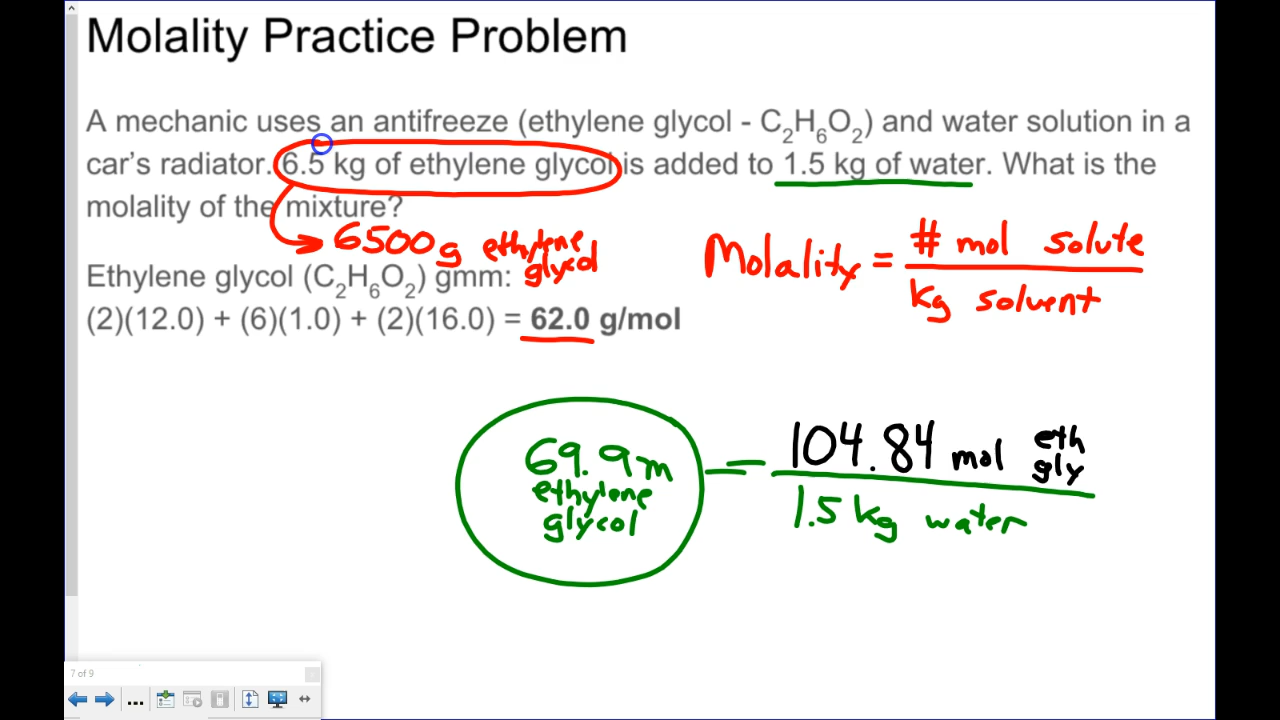 Molality Practice Problem
A mechanic uses an antifreeze (ethylene glycol - C₂H₆O₂) and water solution in a
car's radiator. 6.5 kg of ethylene glycol is added to 1.5 kg of water. What is the
molality of the mixture?
6500g ethylene
glycol
Molality = # mol solute
kg solvent
Ethylene glycol (C₂H₆O₂) gmm:
(2)(12.0) + (6)(1.0) + (2)(16.0) = 62.0 g/mol
69.9m
ethylene
glycol
= 104.84 mol eth
gly
1.5 kg water
7 of 9
...